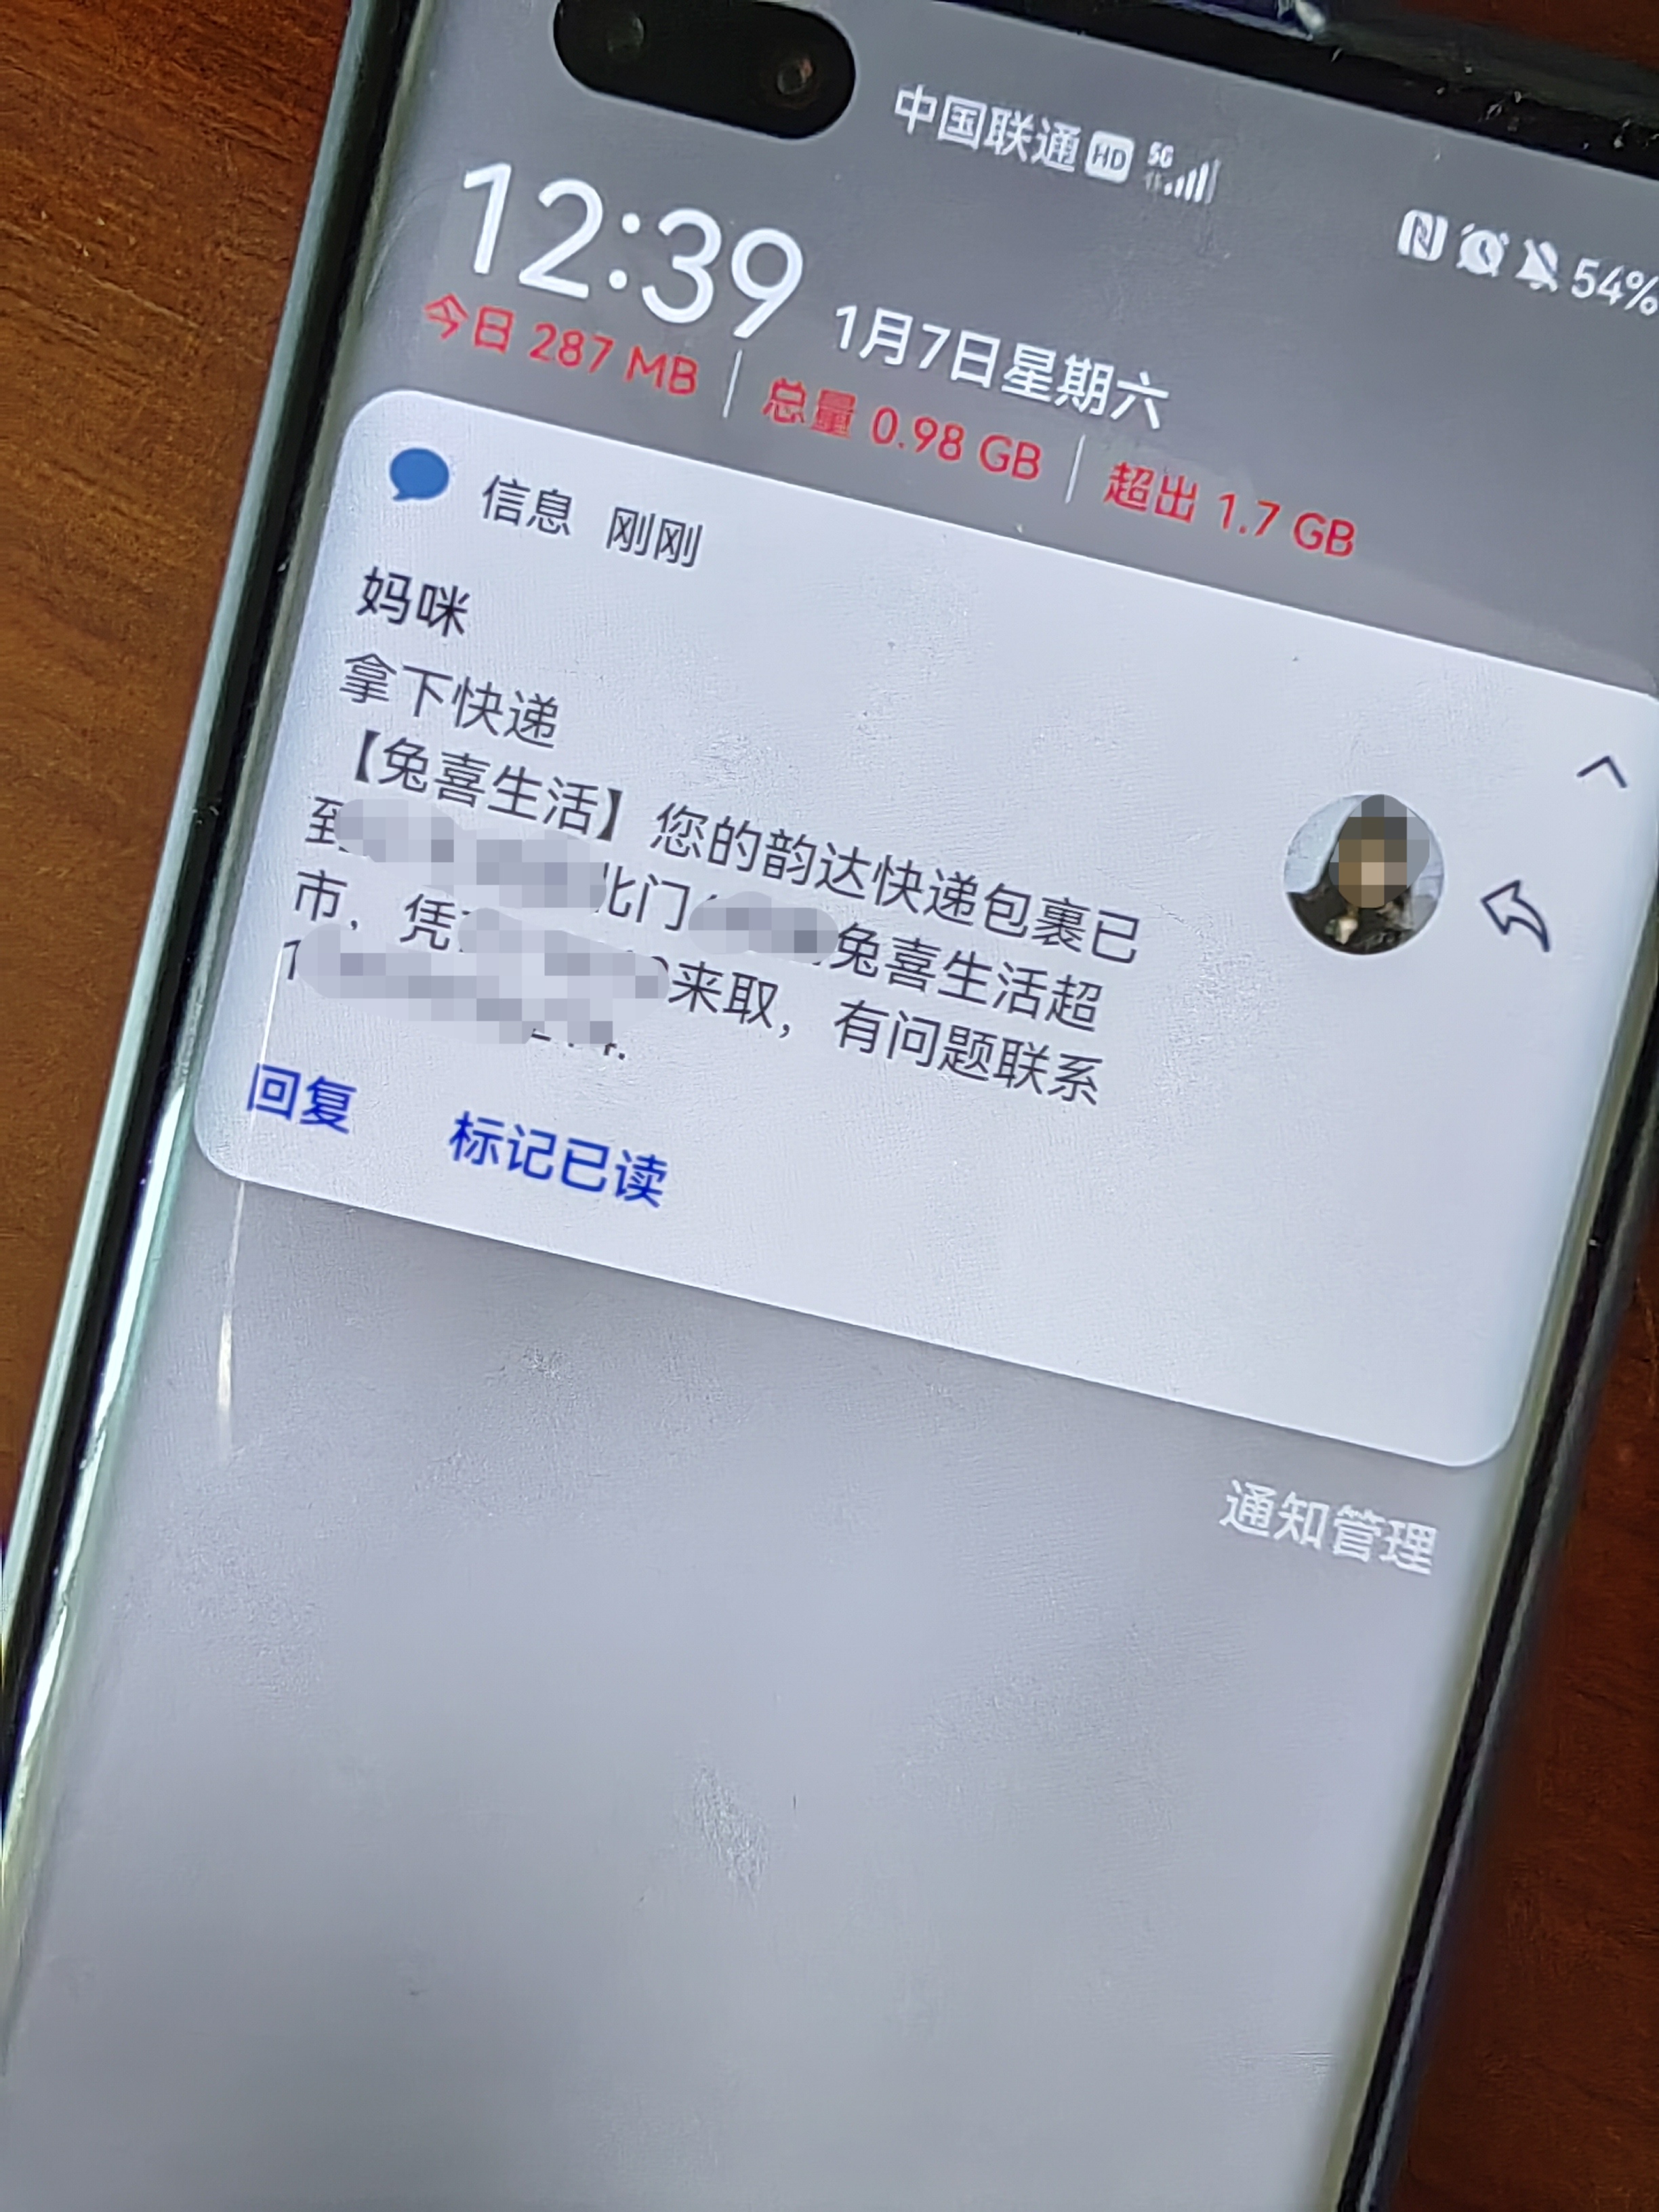 中国联通 HD 5G
54%
12:39 1月7日星期六
今日 287 MB | 总量 0.98 GB | 超出 1.7 GB
信息 刚刚
妈咪
拿下快递
【兔喜生活】您的韵达快递包裹已
到 北门 兔喜生活超
市，凭 来取，有问题联系
1
回复 标记已读
通知管理